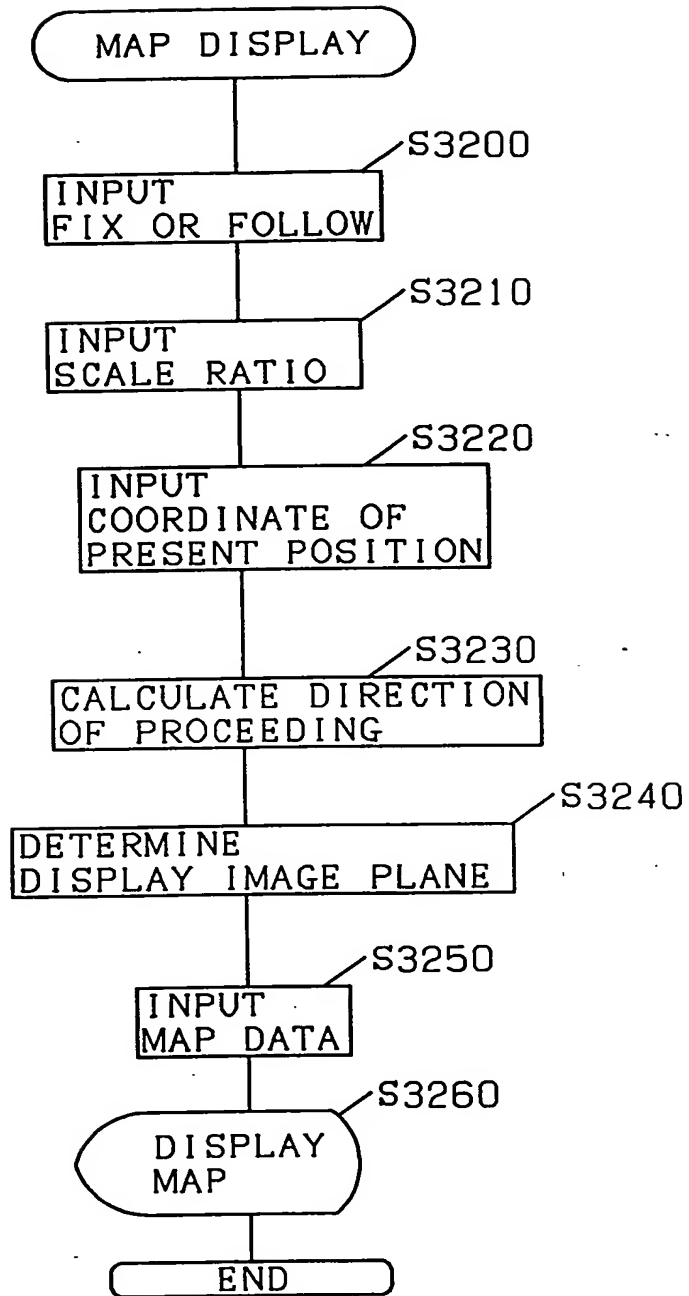 MAP DISPLAY
S3200
INPUT
FIX OR FOLLOW
S3210
INPUT
SCALE RATIO
S3220
INPUT
COORDINATE OF
PRESENT POSITION
S3230
CALCULATE DIRECTION
OF PROCEEDING
S3240
DETERMINE
DISPLAY IMAGE PLANE
S3250
INPUT
MAP DATA
S3260
DISPLAY
MAP
END